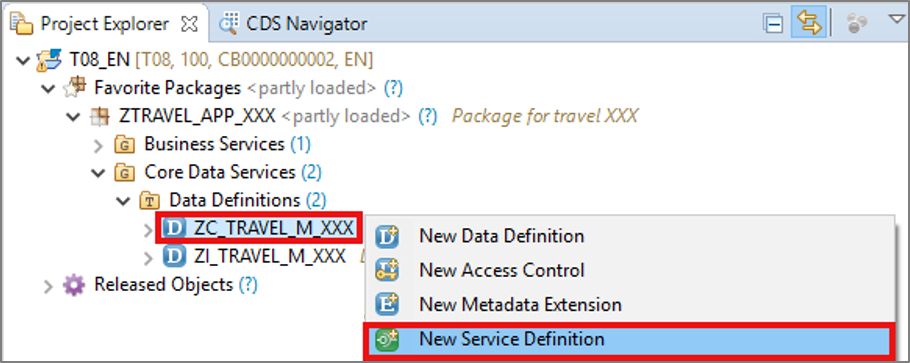 Project Explorer CDS Navigator
T08_EN [T08, 100, CB0000000002, EN]
Favorite Packages <partly loaded> (?)
ZTRAVEL_APP_XXX <partly loaded> (?) Package for travel XXX
G Business Services (1)
G Core Data Services (2)
T Data Definitions (2)
D ZC_TRAVEL_M_XXX
D ZI_TRAVEL_M_XXX
Released Objects (?)
D New Data Definition
New Access Control
E New Metadata Extension
New Service Definition